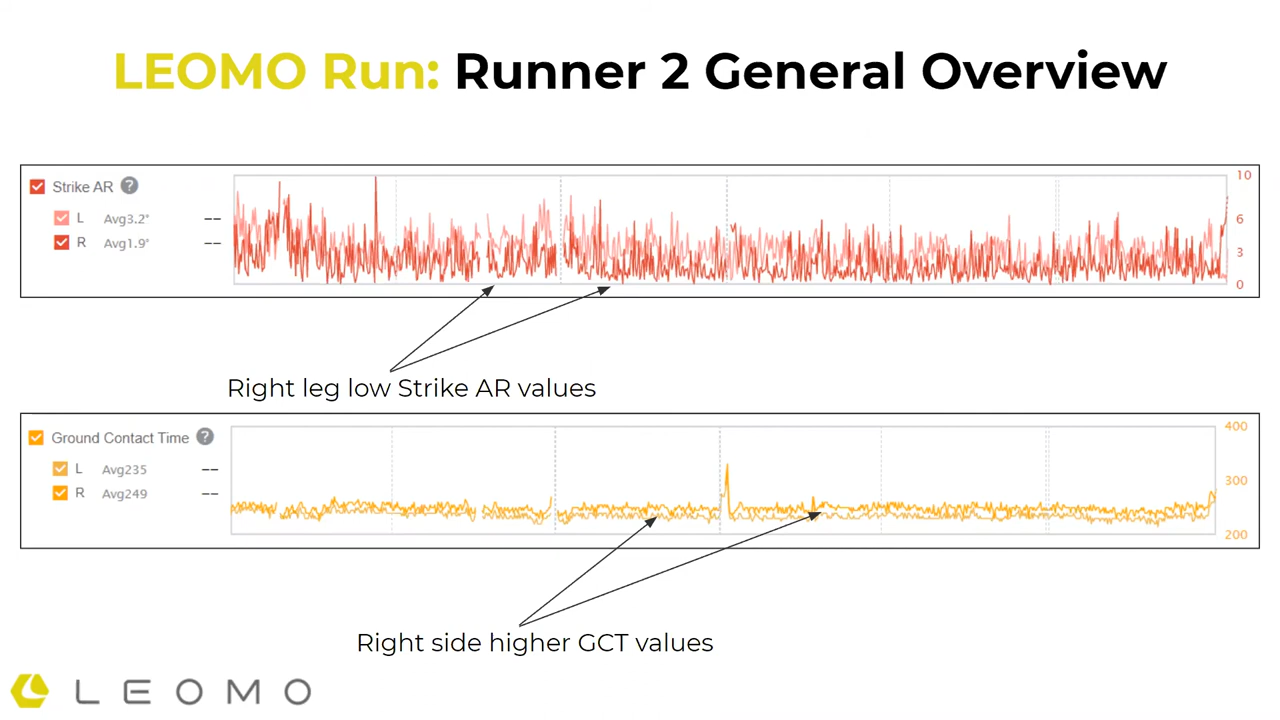 LEOMO Run: Runner 2 General Overview
Strike AR ?
L Avg3.2° --
R Avg1.9° --
10
6
3
0
Right leg low Strike AR values
Ground Contact Time ?
L Avg235 --
R Avg249 --
400
300
200
Right side higher GCT values
LEOMO